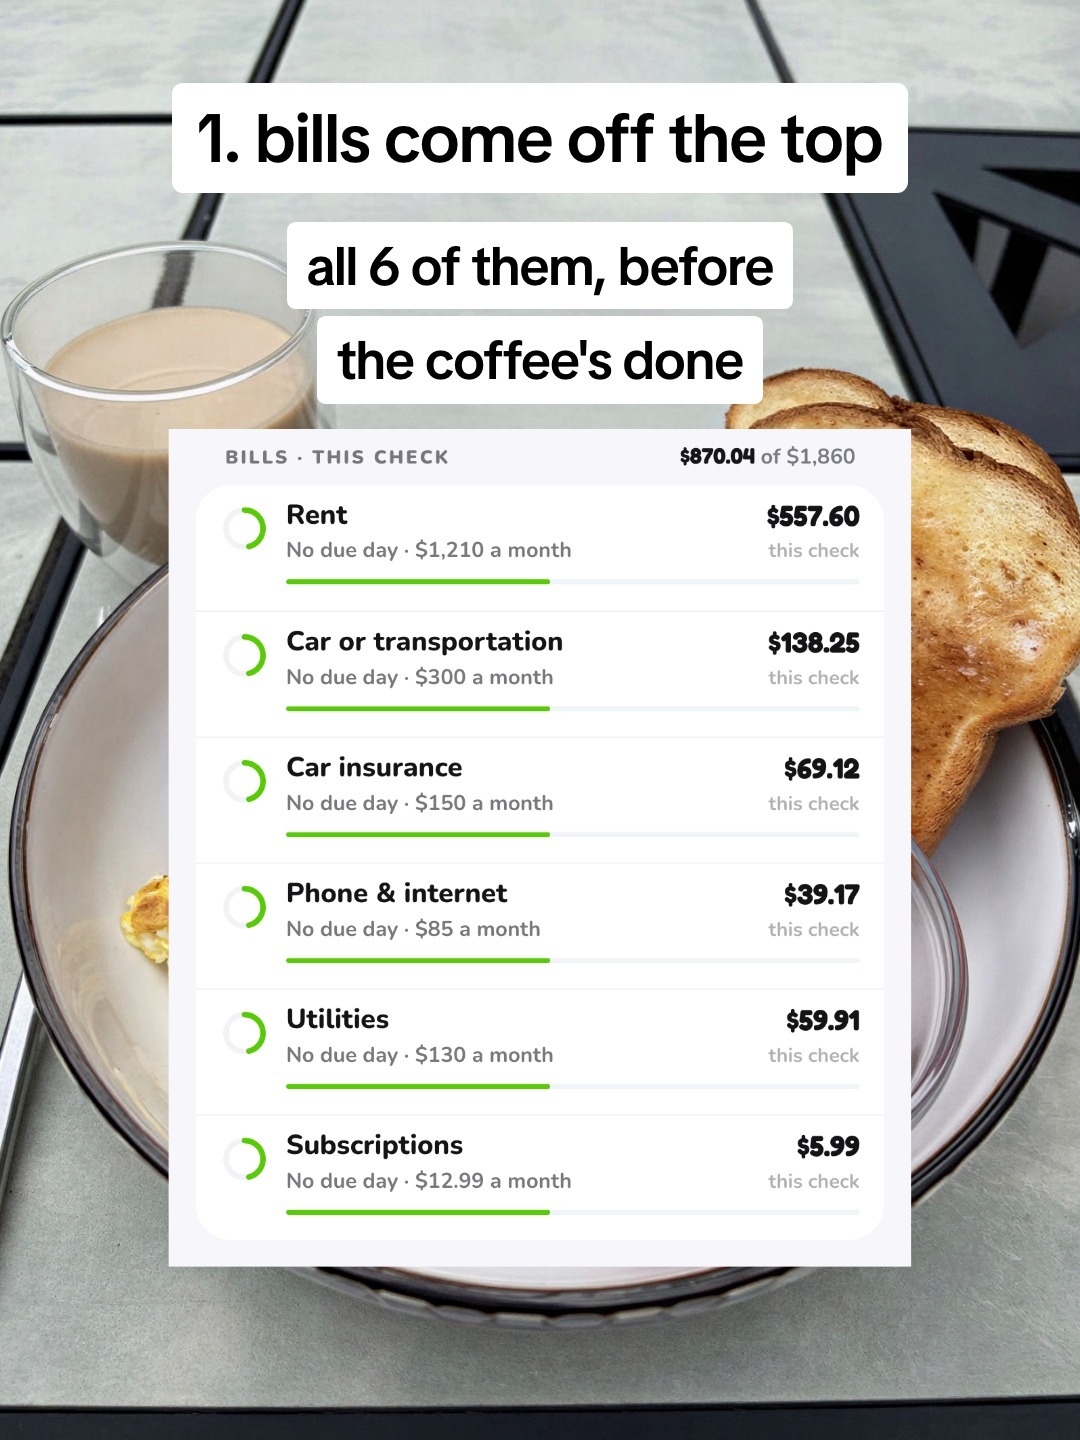 1. bills come off the top
all 6 of them, before
the coffee's done
BILLS · THIS CHECK
$870.04 of $1,860
Rent
$557.60
No due day · $1,210 a month
this check
Car or transportation
$138.25
No due day · $300 a month
this check
Car insurance
$69.12
No due day · $150 a month
this check
Phone & internet
$39.17
No due day · $85 a month
this check
Utilities
$59.91
No due day · $130 a month
this check
Subscriptions
$5.99
No due day · $12.99 a month
this check